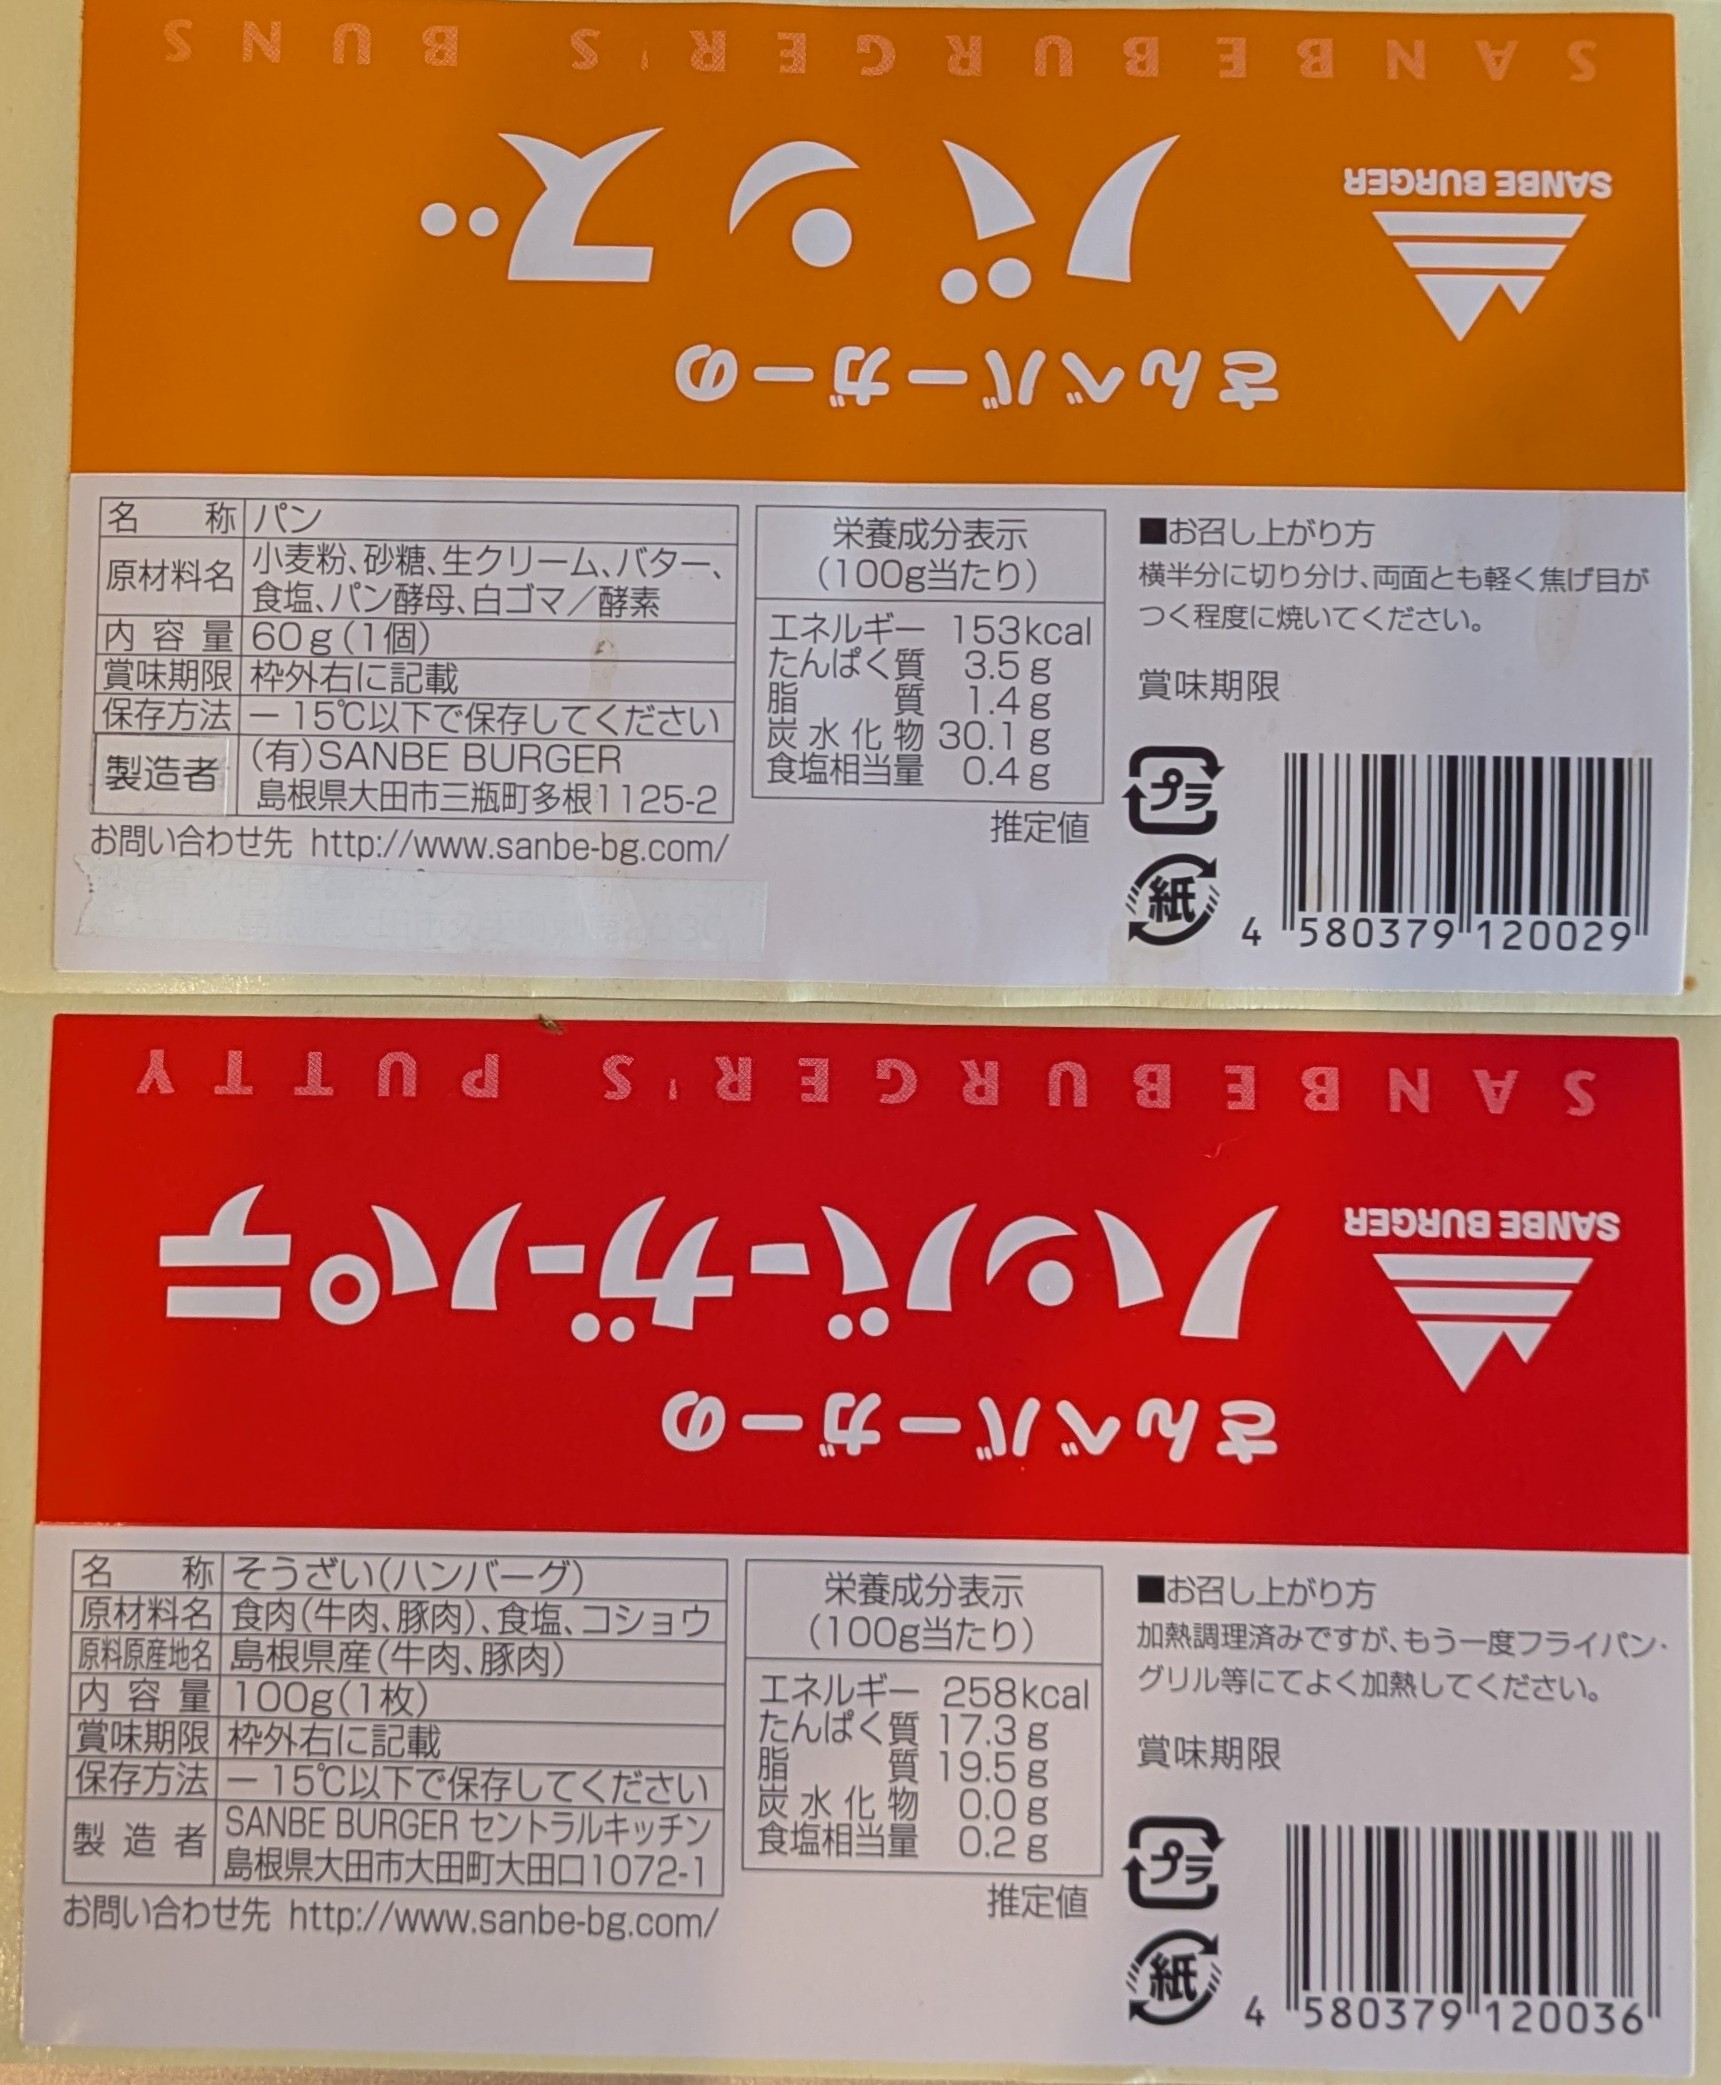 SANBE BURGER'S BUNS
バンズ
SANBE BURGER
さんべバーガーの
名 称 パン
原材料名 小麦粉、砂糖、生クリーム、バター、
食塩、パン酵母、白ゴマ/酵素
内容量 60g(1個)
賞味期限 枠外右に記載
保存方法 -15℃以下で保存してください
製造者 (有)SANBE BURGER
島根県大田市三瓶町多根1125-2
お問い合わせ先 http://www.sanbe-bg.com/
栄養成分表示
(100g当たり)
エネルギー 153kcal
たんぱく質 3.5g
脂質 1.4g
炭水化物 30.1g
食塩相当量 0.4g
推定値
■お召し上がり方
横半分に切り分け、両面とも軽く焦げ目が
つく程度に焼いてください。
賞味期限
プラ
紙
4 580379 120029
SANBE BURGER'S PUTTY
ハンバーガーパテ
SANBE BURGER
さんべバーガーの
名 称 そうざい(ハンバーグ)
原材料名 食肉(牛肉、豚肉)、食塩、コショウ
原料原産地名 島根県産(牛肉、豚肉)
内容量 100g(1枚)
賞味期限 枠外右に記載
保存方法 -15℃以下で保存してください
製造者 SANBE BURGER セントラルキッチン
島根県大田市大田町大田口1072-1
お問い合わせ先 http://www.sanbe-bg.com/
栄養成分表示
(100g当たり)
エネルギー 258kcal
たんぱく質 17.3g
脂質 19.5g
炭水化物 0.0g
食塩相当量 0.2g
推定値
■お召し上がり方
加熱調理済みですが、もう一度フライパン・
グリル等にてよく加熱してください。
賞味期限
プラ
紙
4 580379 120036